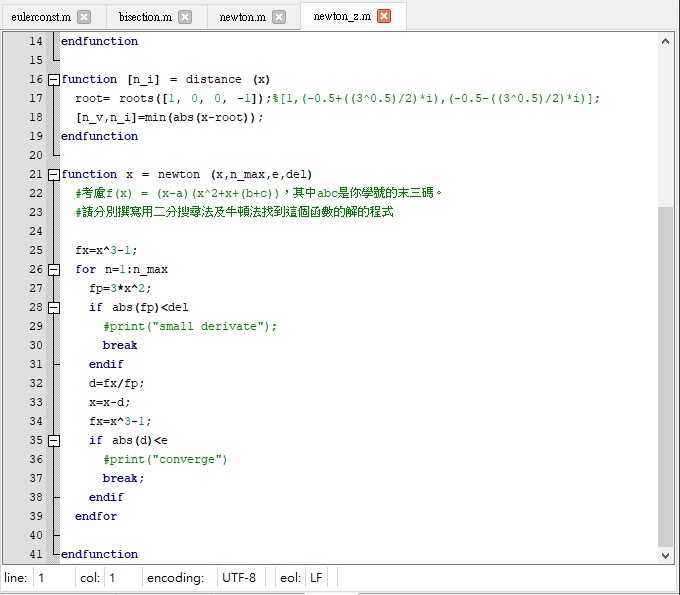 eulerconst.m bisection.m newton.m newton_z.m
14 endfunction
15
16 function [n_i] = distance (x)
17 root= roots([1, 0, 0, -1]);%[1,(-0.5+((3^0.5)/2)*i),(-0.5-((3^0.5)/2)*i)];
18 [n_v,n_i]=min(abs(x-root));
19 endfunction
20
21 function x = newton (x,n_max,e,del)
22 #考慮f(x) = (x-a)(x^2+x+(b+c))，其中abc是你學號的末三碼。
23 #請分別撰寫用二分搜尋法及牛頓法找到這個函數的解的程式
24
25 fx=x^3-1;
26 for n=1:n_max
27 fp=3*x^2;
28 if abs(fp)<del
29 #print("small derivate");
30 break
31 endif
32 d=fx/fp;
33 x=x-d;
34 fx=x^3-1;
35 if abs(d)<e
36 #print("converge")
37 break;
38 endif
39 endfor
40
41 endfunction
line: 1 col: 1 encoding: UTF-8 eol: LF